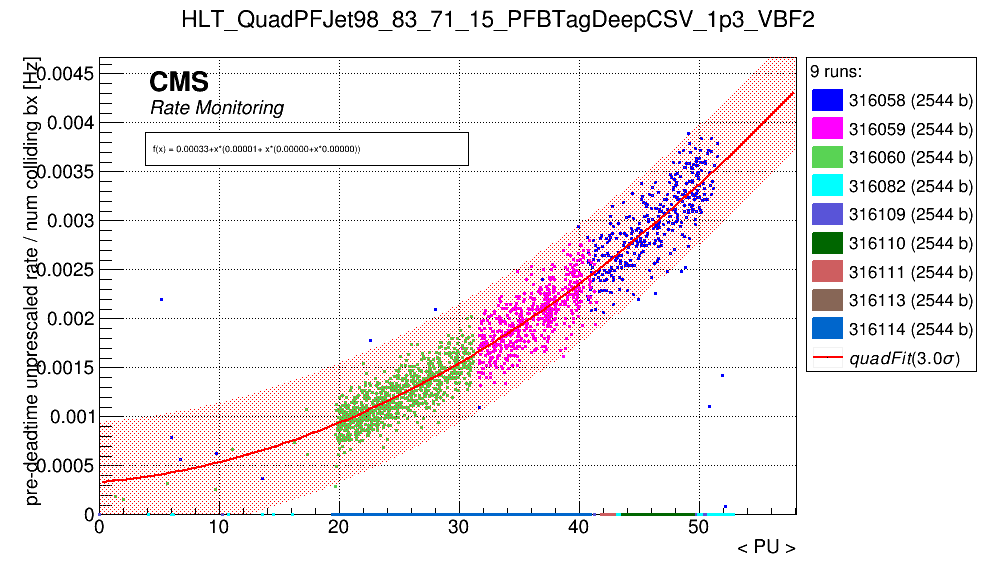 HLT_QuadPFJet98_83_71_15_PFBTagDeepCSV_1p3_VBF2
pre-deadtime unprescaled rate / num colliding bx [Hz]
CMS
Rate Monitoring
f(x) = 0.00033+x*(0.00001+ x*(0.00000+x*0.00000))
0.0045
0.004
0.0035
0.003
0.0025
0.002
0.0015
0.001
0.0005
0
0 10 20 30 40 50
< PU >
9 runs:
316058 (2544 b)
316059 (2544 b)
316060 (2544 b)
316082 (2544 b)
316109 (2544 b)
316110 (2544 b)
316111 (2544 b)
316113 (2544 b)
316114 (2544 b)
quadFit(3.0σ)